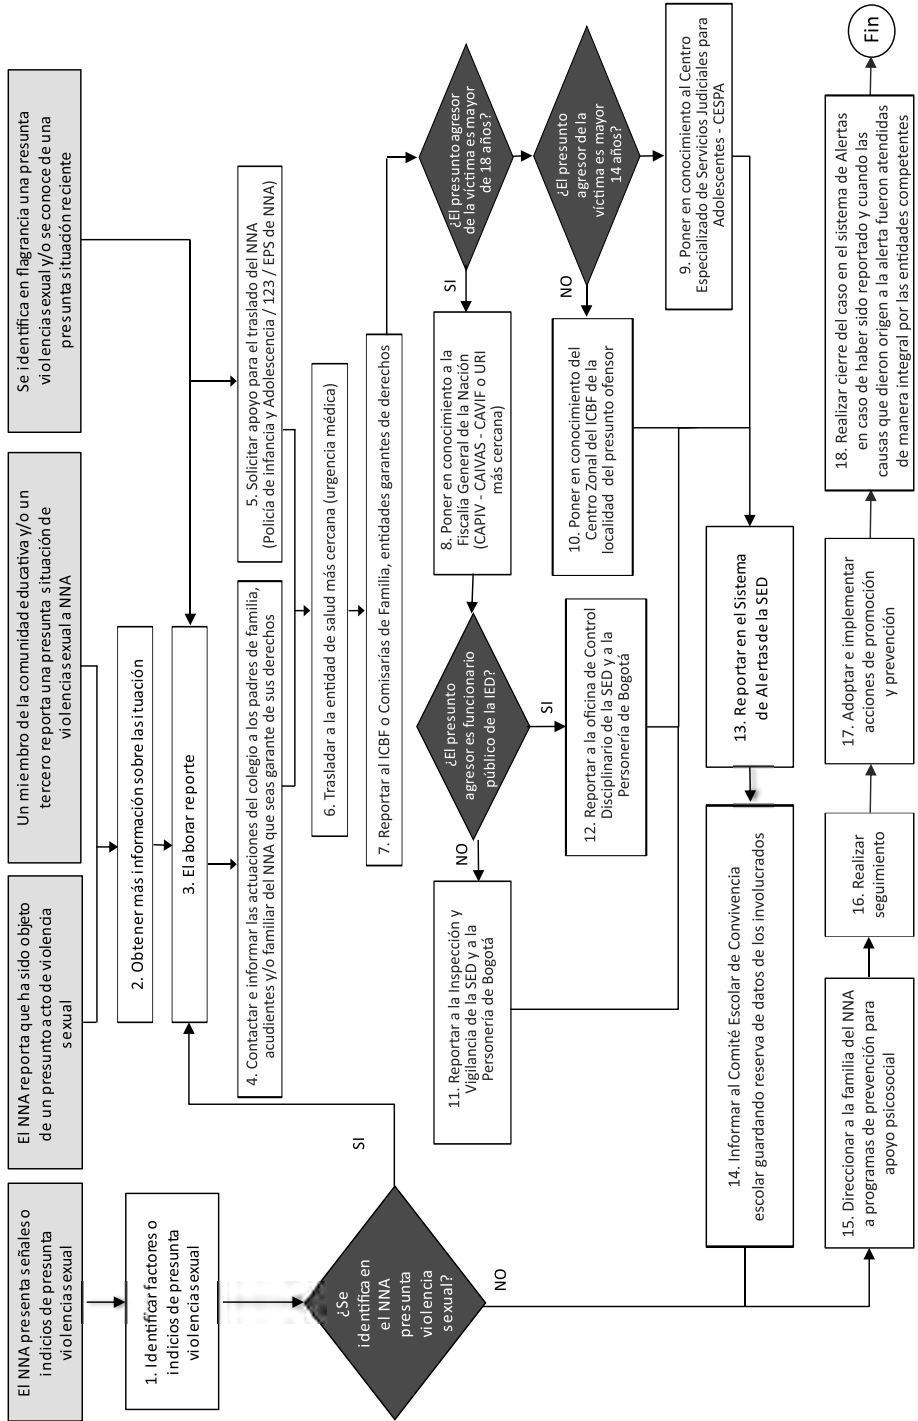 El NNA presenta señales o
indicios de presunta
violencia sexual
El NNA reporta que ha sido objeto
de un presunto acto de violenda
sexual
Un miembro de la comunidad educativa y/o un
tercero reporta una presunta situación de
violencia sexual a NNA
Se identifica en flagrancia una presunta
violencia sexual y/o se conoce de una
presunta situación reciente
1. Identificar factores o
indicios de presunta
violencia sexual
2. Obtener más información sobre las ituación
3. Elaborar reporte
¿Se
identifica en
el NNA
presunta
violencia
sexual?
SI
NO
4. Contactar e informar las actuaciones del colegio a los padres de familia,
acudientes y/o familiar del NNA que seas garante de sus derechos
5. Solicitar apoyo para el traslado del NNA
(Policía de infancia y Adolescencia / 123 / EPS de NNA)
6. Trasladar a la entidad de salud más cercana (urgencia médica)
7. Reportar al ICBF o Comisarías de Familia, entidades garantes de derechos
¿El presunto agresor
de la víctima es mayor
de 18 años?
SI
8. Poner en conocimiento a la
Fiscalía General de la Nación
(CAPIV - CAIVAS - CAVIF o URI
más cercana)
¿El presunto
agresor es funcionario
público de la IED?
NO
SI
11. Reportar a la Inspección y
Vigilancia de la SED y a la
Personería de Bogotá
12. Reportar a la oficina de Control
Disciplinario de la SED y a la
Personería de Bogotá
¿El presunto
agresor de la
víctima es mayor
14 años?
NO
10. Poner en conocimiento del
Centro Zonal del ICBF de la
localidad  del presunto ofensor
9. Poner en conocimiento al Centro
Especializado de Servicios Judiciales para
Adolescentes - CESPA
13. Reportar en el Sistema
de Alertas de la SED
14. Informar al Comité Escolar de Convivencia
escolar guardando reserva de datos de los involucrados
15. Direccionar a la familia del NNA
a programas de prevención para
apoyo psicosocial
16. Realizar
seguimiento
17. Adoptar e implementar
acciones de promoción
y prevención
18. Realizar cierre del caso en el sistema de Alertas
en caso de haber sido reportado y cuando las
causas que dieron origen a la alerta fueron atendidas
de manera integral por las entidades competentes
Fin